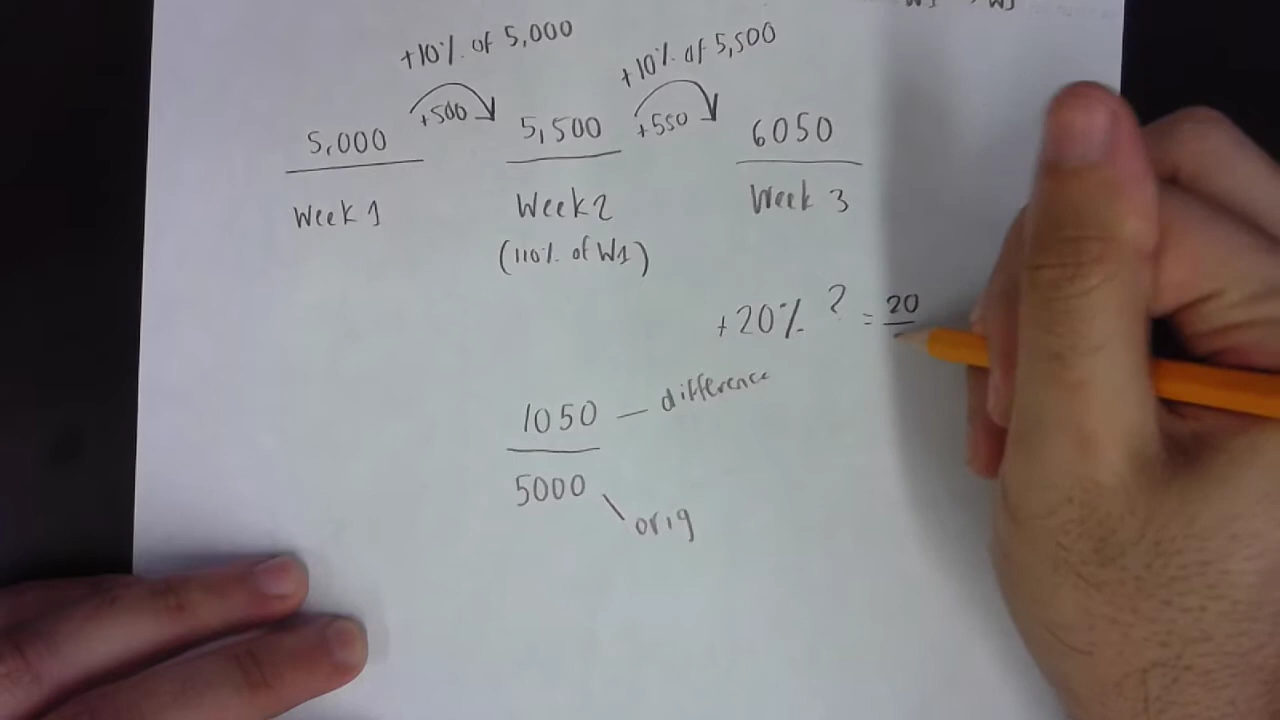 +10% of 5,000
+10% of 5,500
5,000
+500
5,500
+550
6050
Week 1
Week 2
Week 3
(110% of W1)
+20% ? = 20
1050 — difference
5000
orig